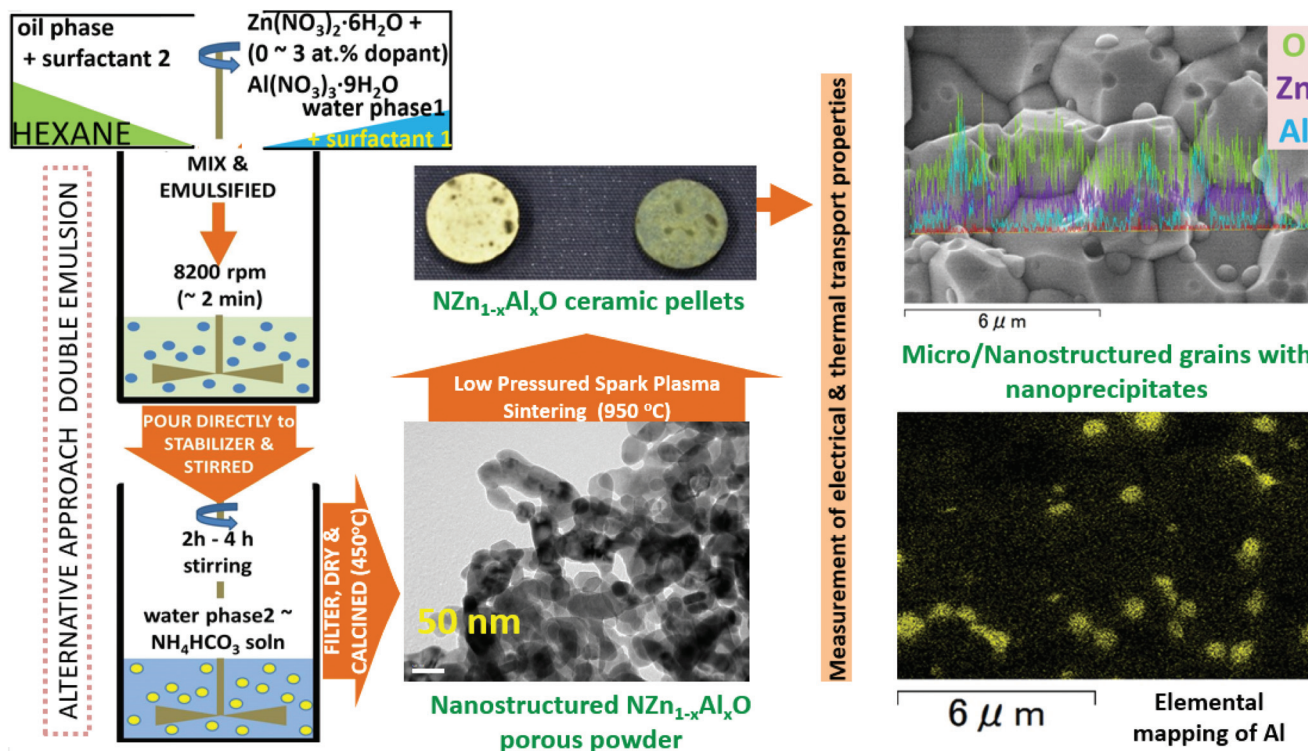 ALTERNATIVE APPROACH DOUBLE EMULSION
oil phase
+ surfactant 2
HEXANE
Zn(NO₃)₂·6H₂O +
(0 ~ 3 at.% dopant)
Al(NO₃)₃·9H₂O
water phase1
+ surfactant 1
MIX &
EMULSIFIED
8200 rpm
(~ 2 min)
POUR DIRECTLY to
STABILIZER &
STIRRED
2h - 4 h
stirring
water phase2 ~
NH₄HCO₃ soln
FILTER, DRY &
CALCINED (450°C)
50 nm
Nanostructured NZn₁₋ₓAlₓO
porous powder
Low Pressured Spark Plasma
Sintering (950 °C)
NZn₁₋ₓAlₓO ceramic pellets
Measurement of electrical & thermal transport properties
O
Zn
Al
6 μ m
Micro/Nanostructured grains with
nanoprecipitates
6 μ m
Elemental
mapping of Al